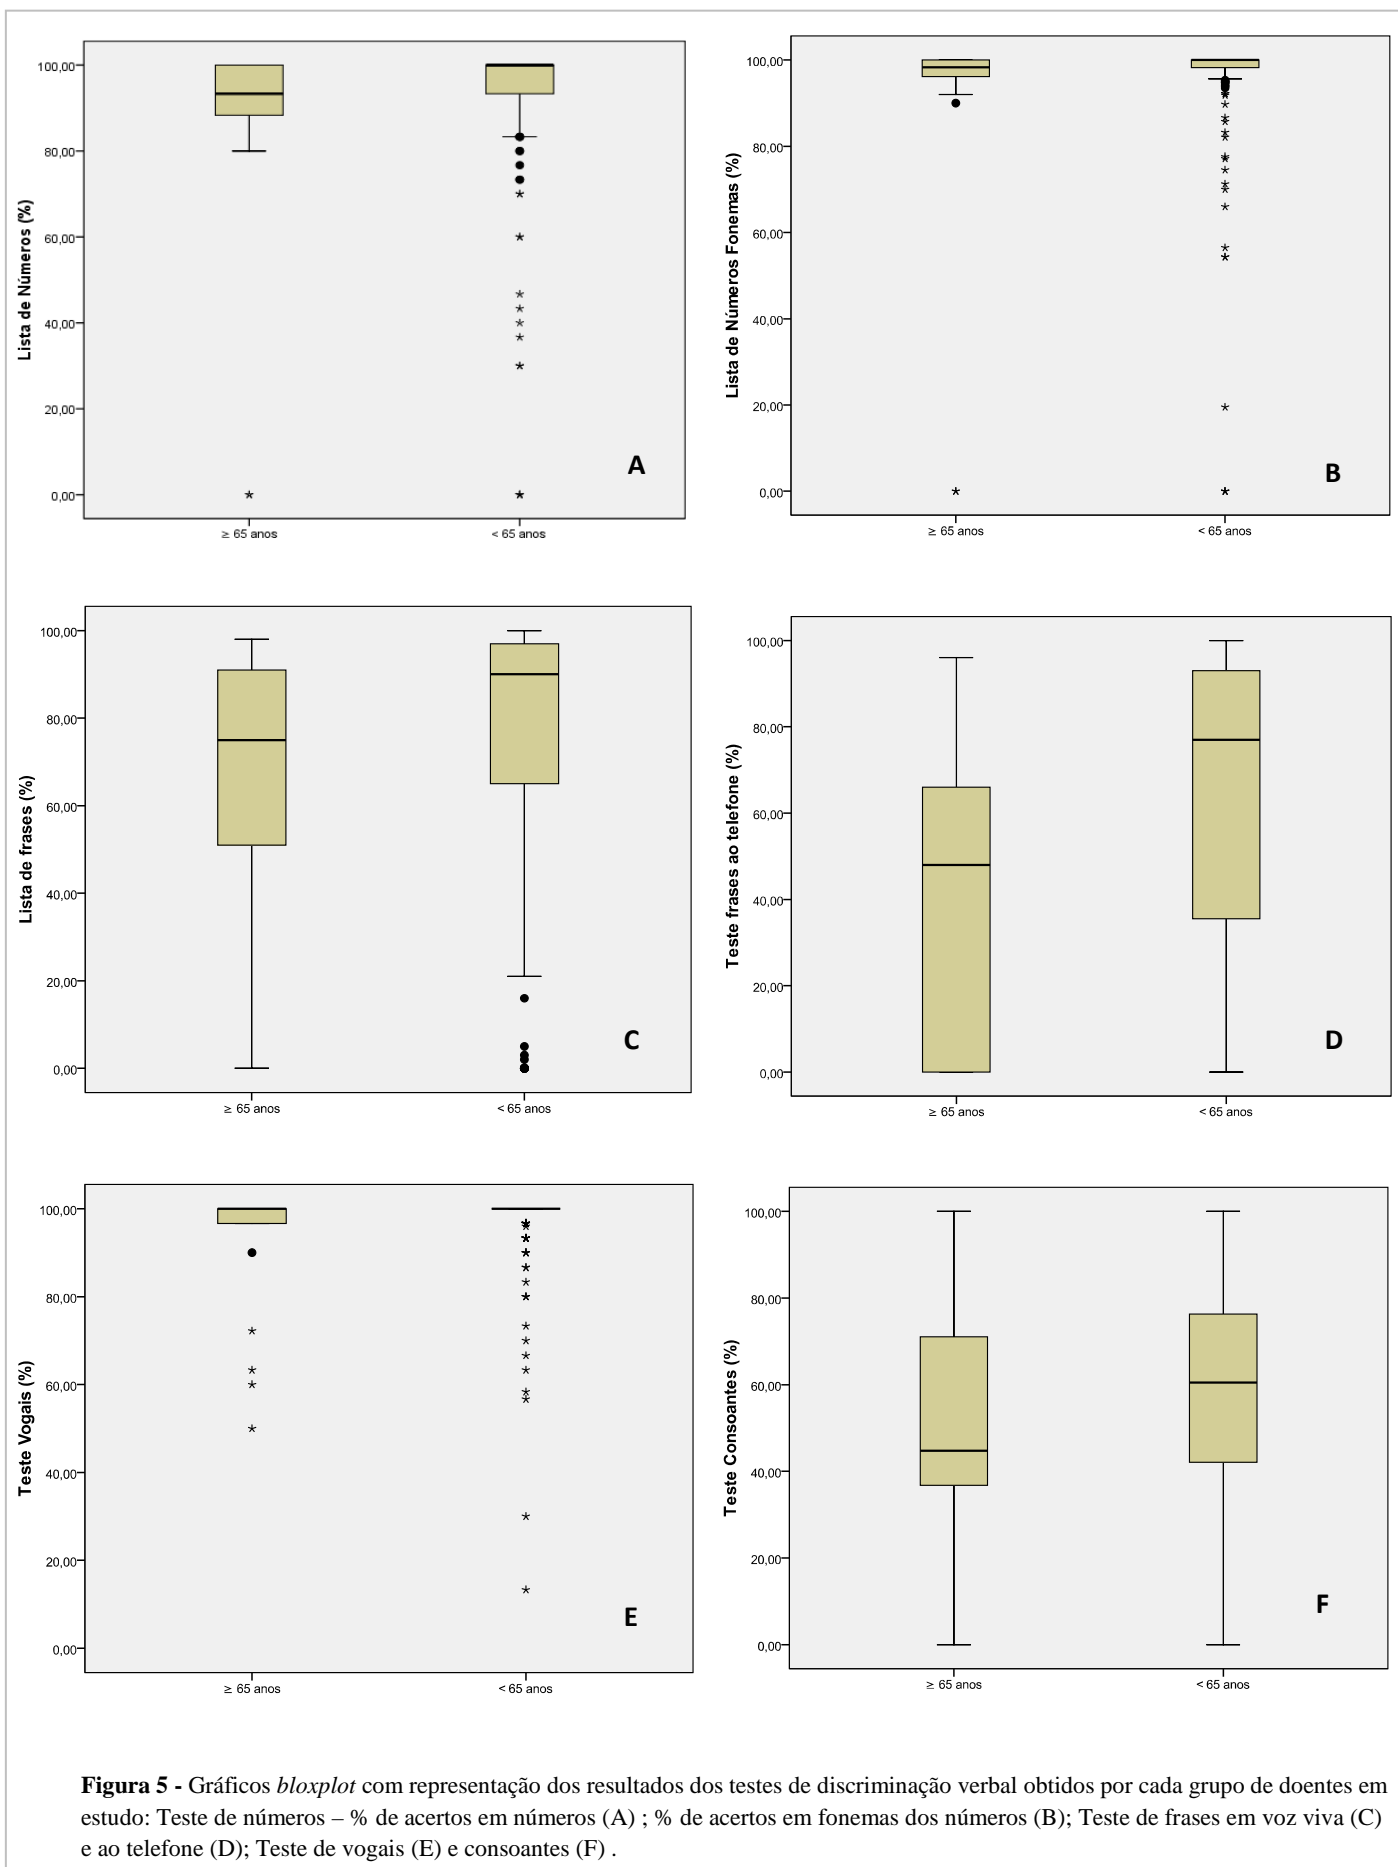 Lista de Números (%)
100,00
80,00
60,00
40,00
20,00
0,00
A
≥ 65 anos
< 65 anos
Lista de Números Fonemas (%)
100,00
80,00
60,00
40,00
20,00
0,00
B
≥ 65 anos
< 65 anos
Lista de frases (%)
100,00
80,00
60,00
40,00
20,00
0,00
C
≥ 65 anos
< 65 anos
Teste frases ao telefone (%)
100,00
80,00
60,00
40,00
20,00
0,00
D
≥ 65 anos
< 65 anos
Teste Vogais (%)
100,00
80,00
60,00
40,00
20,00
0,00
E
≥ 65 anos
< 65 anos
Teste Consoantes (%)
100,00
80,00
60,00
40,00
20,00
0,00
F
≥ 65 anos
< 65 anos
Figura 5 - Gráficos bloxplot com representação dos resultados dos testes de discriminação verbal obtidos por cada grupo de doentes em
estudo: Teste de números – % de acertos em números (A) ; % de acertos em fonemas dos números (B); Teste de frases em voz viva (C)
e ao telefone (D); Teste de vogais (E) e consoantes (F) .